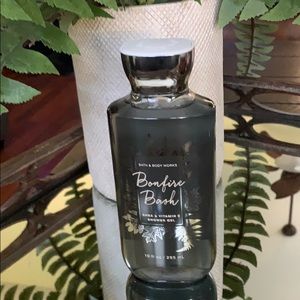 BATH & BODY WORKS
Bonfire
Bash
SHEA & VITAMIN E
SHOWER GEL
10 fl oz / 295 mL